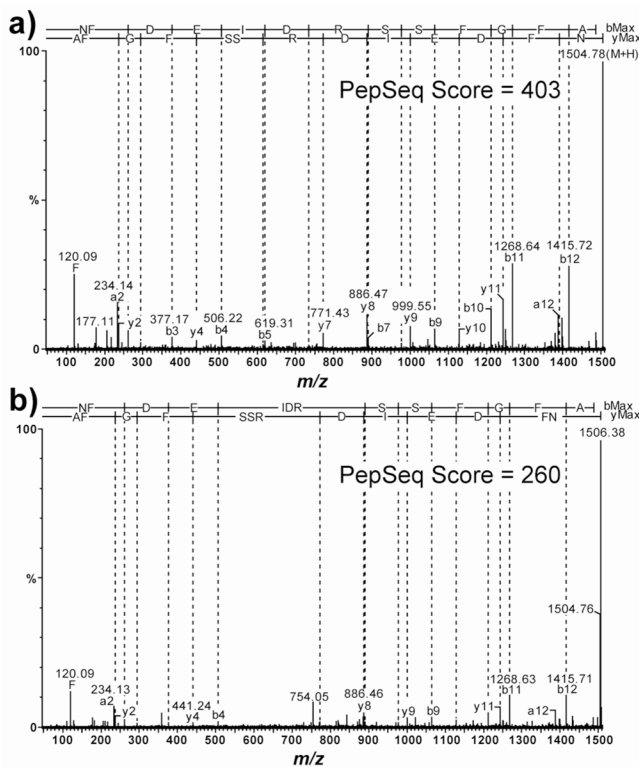 a)
NF D E I D R S S F G F A bMax
AF G F SS R D I E D F N yMax
100
1504.78(M+H)
PepSeq Score = 403
%
120.09
F
234.14
a2
y2
177.11
377.17
b3
y4
506.22
b4
619.31
b5
771.43
y7
886.47
y8
b7
999.55
y9
b9
y10
b10
y11
1268.64
b11
a12
1415.72
b12
0
100 200 300 400 500 600 700 800 900 1000 1100 1200 1300 1400 1500
m/z
b)
NF D E IDR S S F G F A bMax
AF G F SSR D I E D FN yMax
100
1506.38
PepSeq Score = 260
%
1504.76
120.09
F
234.13
a2
y2
441.24
y4
b4
754.05
886.46
y8
y9
b9
y11
1268.63
b11
a12
1415.71
b12
0
100 200 300 400 500 600 700 800 900 1000 1100 1200 1300 1400 1500
m/z